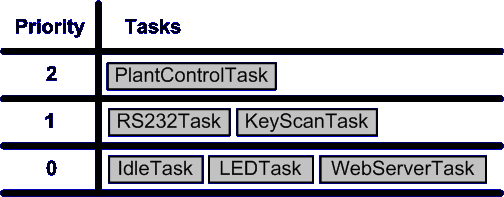 Priority Tasks
2 PlantControlTask
1 RS232Task KeyScanTask
0 IdleTask LEDTask WebServerTask